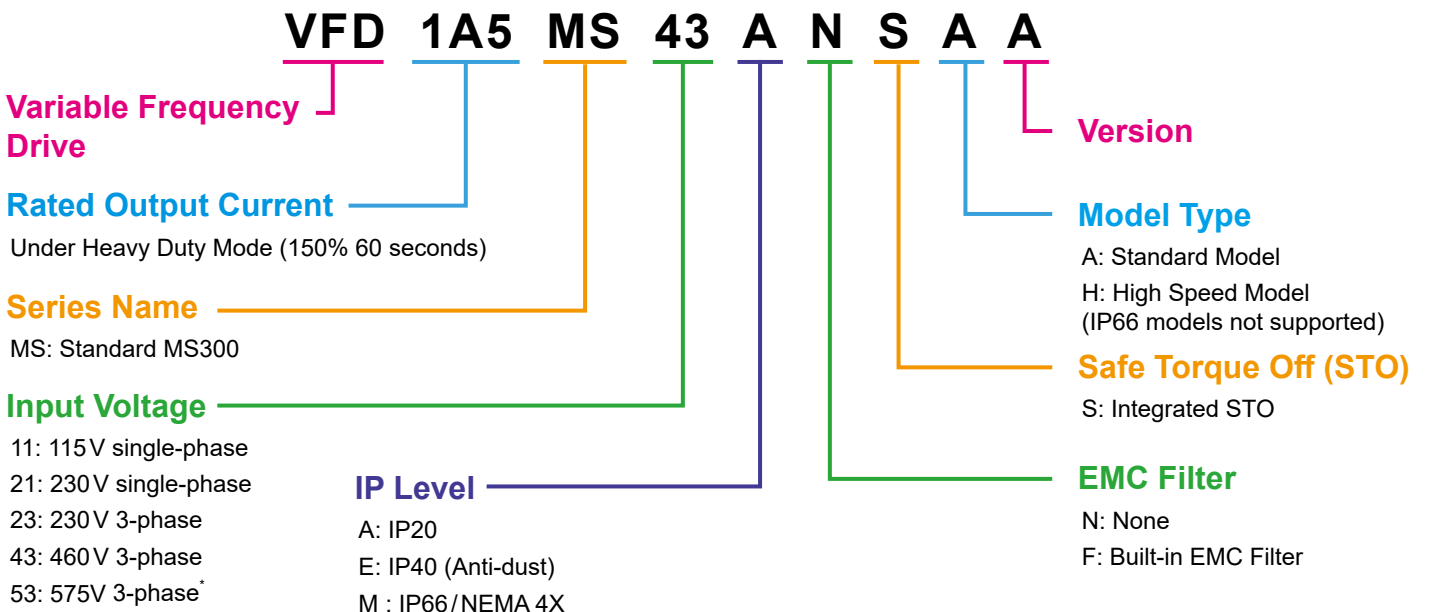 VFD 1A5 MS 43 A N S A A
Variable Frequency
Drive
Rated Output Current
Under Heavy Duty Mode (150% 60 seconds)
Series Name
MS: Standard MS300
Input Voltage
11: 115V single-phase
21: 230V single-phase
23: 230V 3-phase
43: 460V 3-phase
53: 575V 3-phase*
IP Level
A: IP20
E: IP40 (Anti-dust)
M : IP66/NEMA 4X
Version
Model Type
A: Standard Model
H: High Speed Model
(IP66 models not supported)
Safe Torque Off (STO)
S: Integrated STO
EMC Filter
N: None
F: Built-in EMC Filter